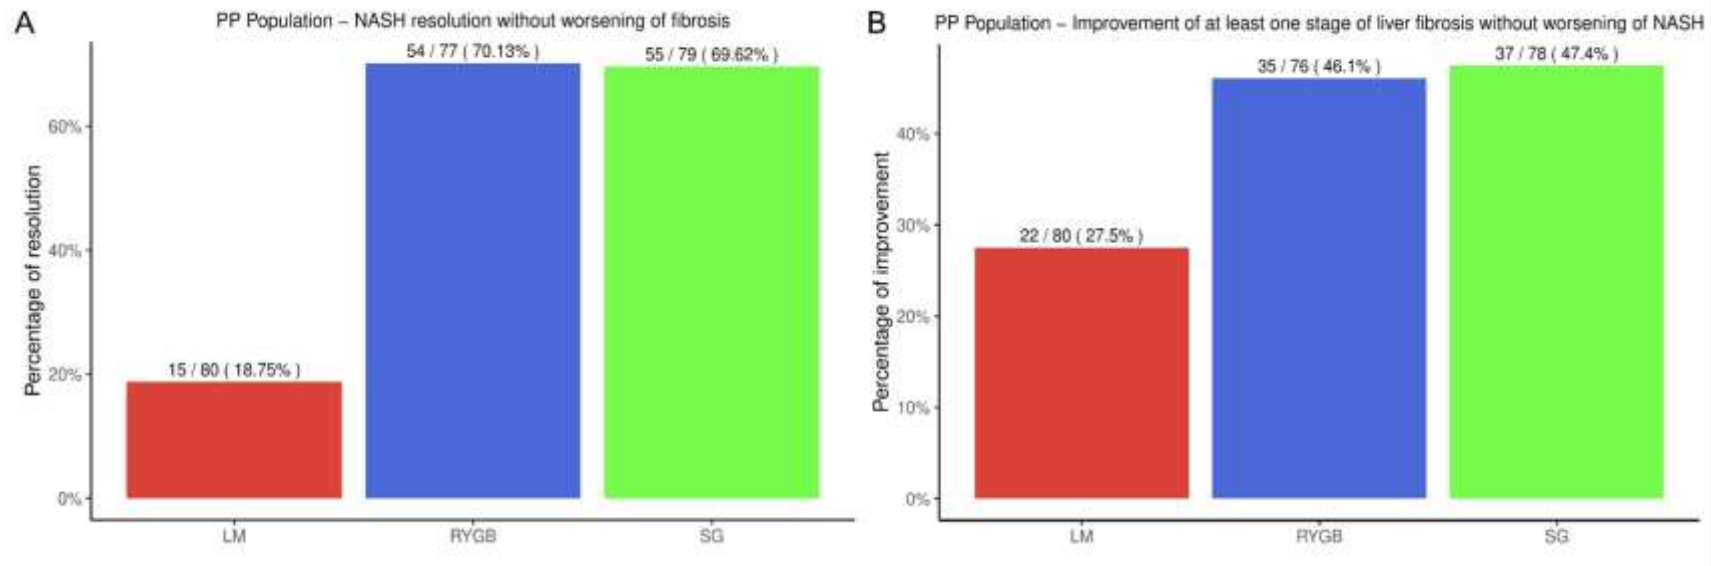 A
PP Population – NASH resolution without worsening of fibrosis
54 / 77 ( 70.13% )
55 / 79 ( 69.62% )
60%
40%
15 / 80 ( 18.75% )
20%
0%
Percentage of resolution
LM RYGB SG
B
PP Population – Improvement of at least one stage of liver fibrosis without worsening of NASH
37 / 78 ( 47.4% )
35 / 76 ( 46.1% )
40%
30%
22 / 80 ( 27.5% )
20%
10%
0%
Percentage of improvement
LM RYGB SG